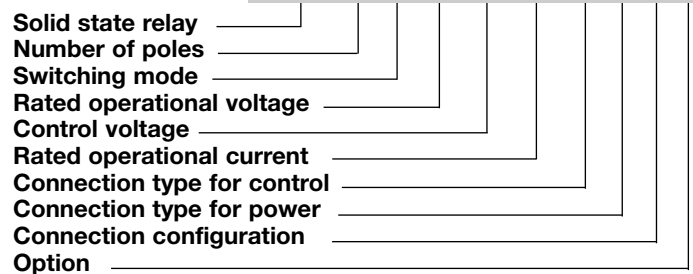 Solid state relay
Number of poles
Switching mode
Rated operational voltage
Control voltage
Rated operational current
Connection type for control
Connection type for power
Connection configuration
Option